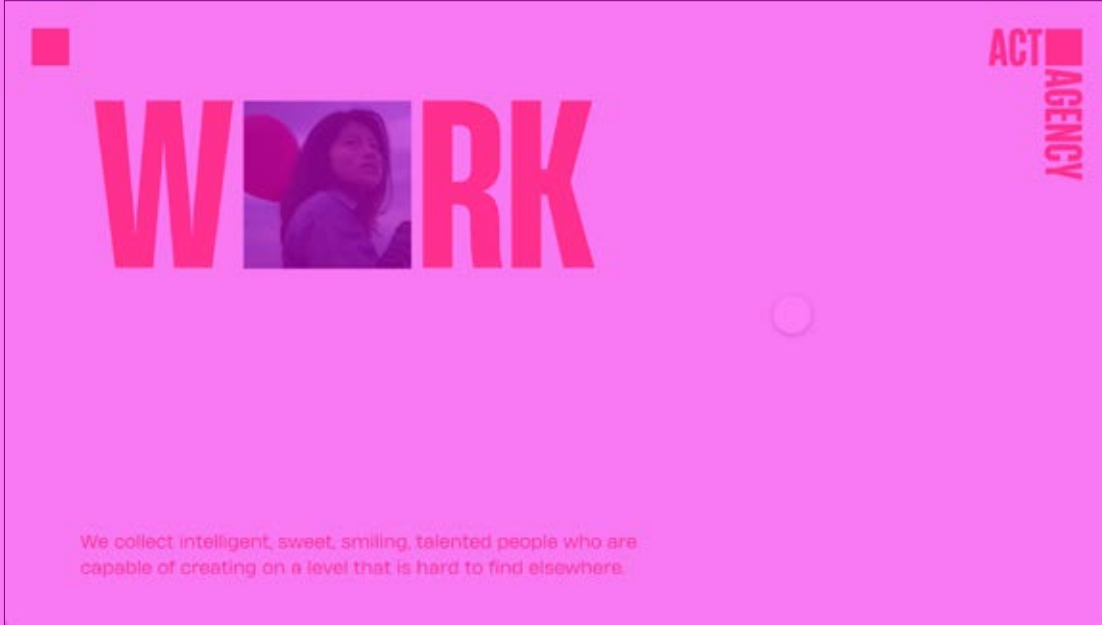 ACT
AGENCY
W RK
We collect intelligent, sweet, smiling, talented people who are
capable of creating on a level that is hard to find elsewhere.